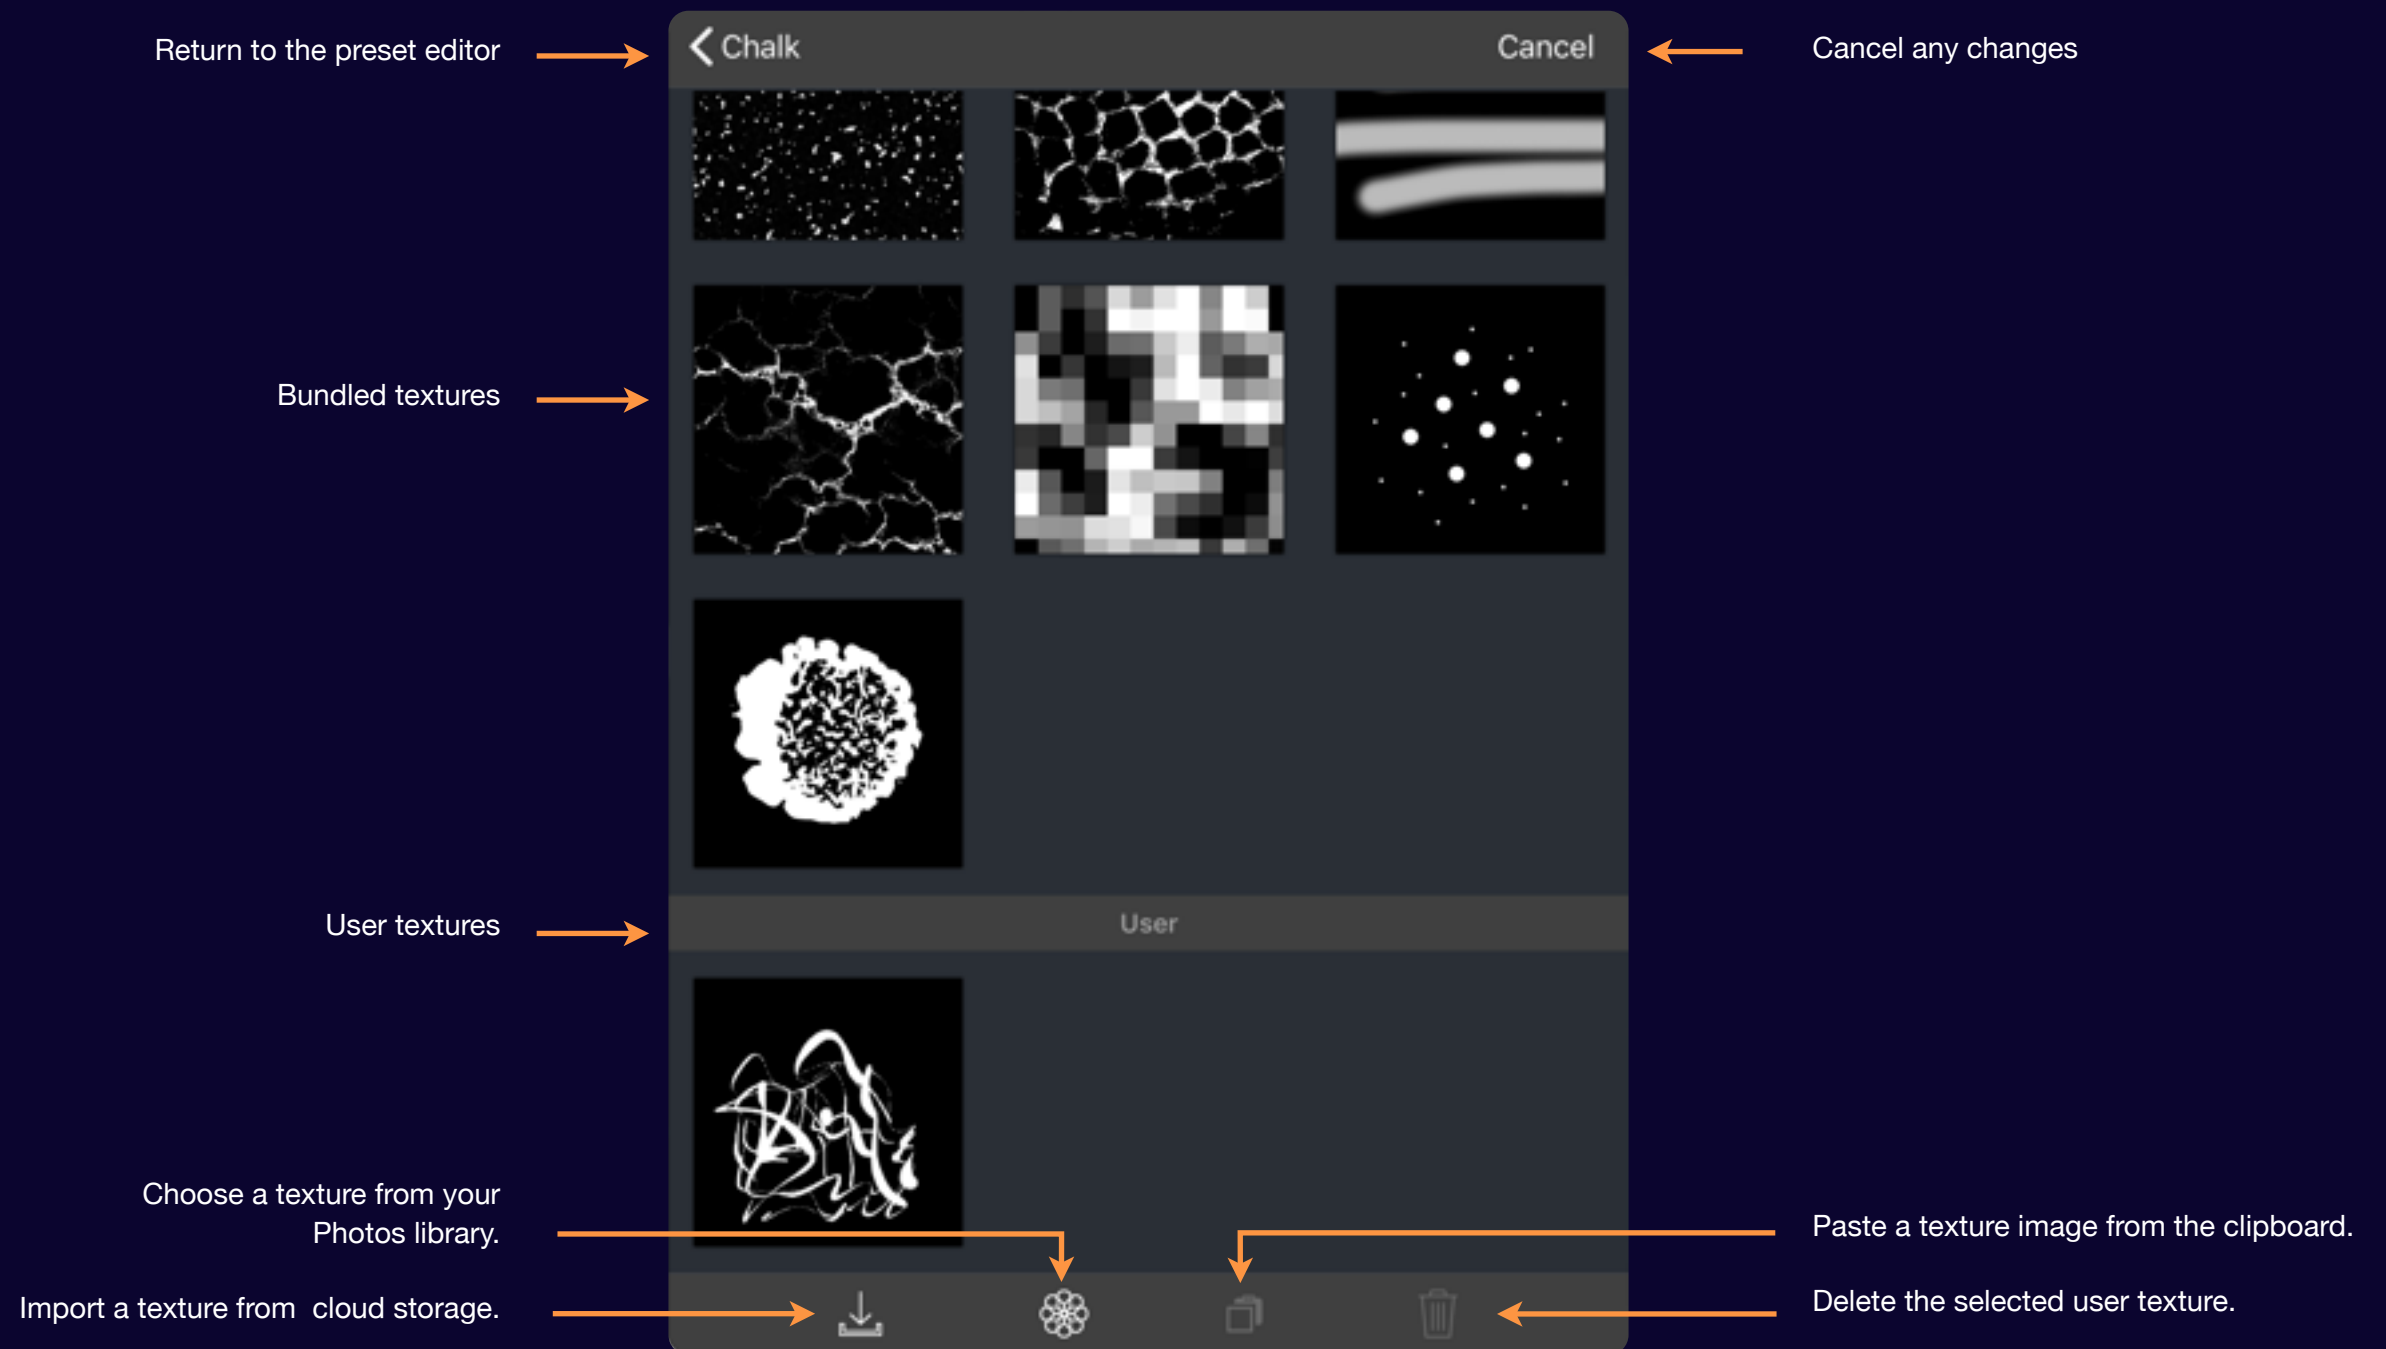 Return to the preset editor
Chalk
Cancel
Cancel any changes
Bundled textures
User textures
User
Choose a texture from your
Photos library.
Paste a texture image from the clipboard.
Import a texture from  cloud storage.
Delete the selected user texture.